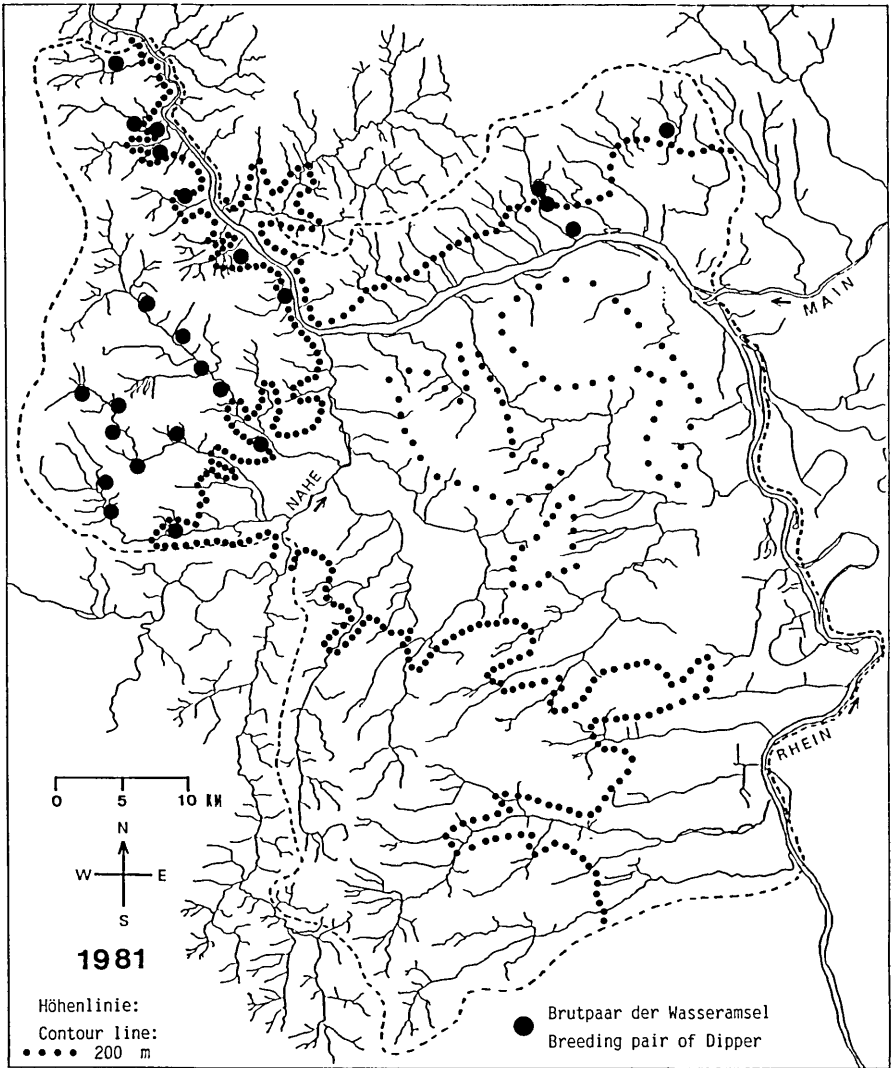 MAIN
NAHE
RHEIN
0 5 10 KM
N
W E
S
1981
Höhenlinie:
Contour line:
200 m
Brutpaar der Wasseramsel
Breeding pair of Dipper